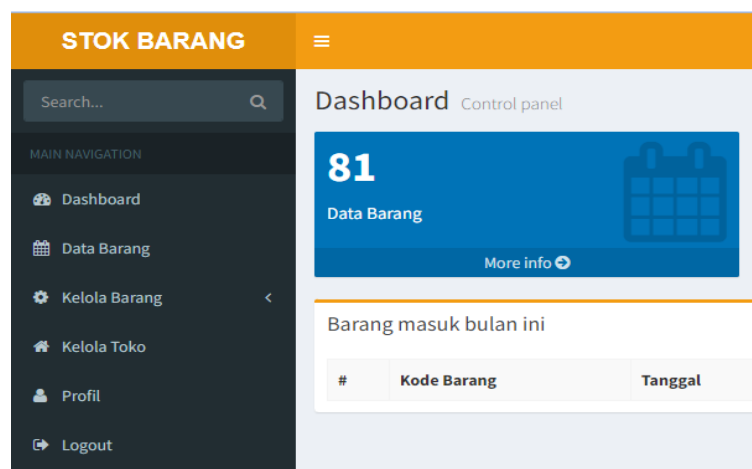 STOK BARANG
Search...
MAIN NAVIGATION
Dashboard
Data Barang
Kelola Barang
Kelola Toko
Profil
Logout
Dashboard Control panel
81
Data Barang
More info
Barang masuk bulan ini
# Kode Barang Tanggal